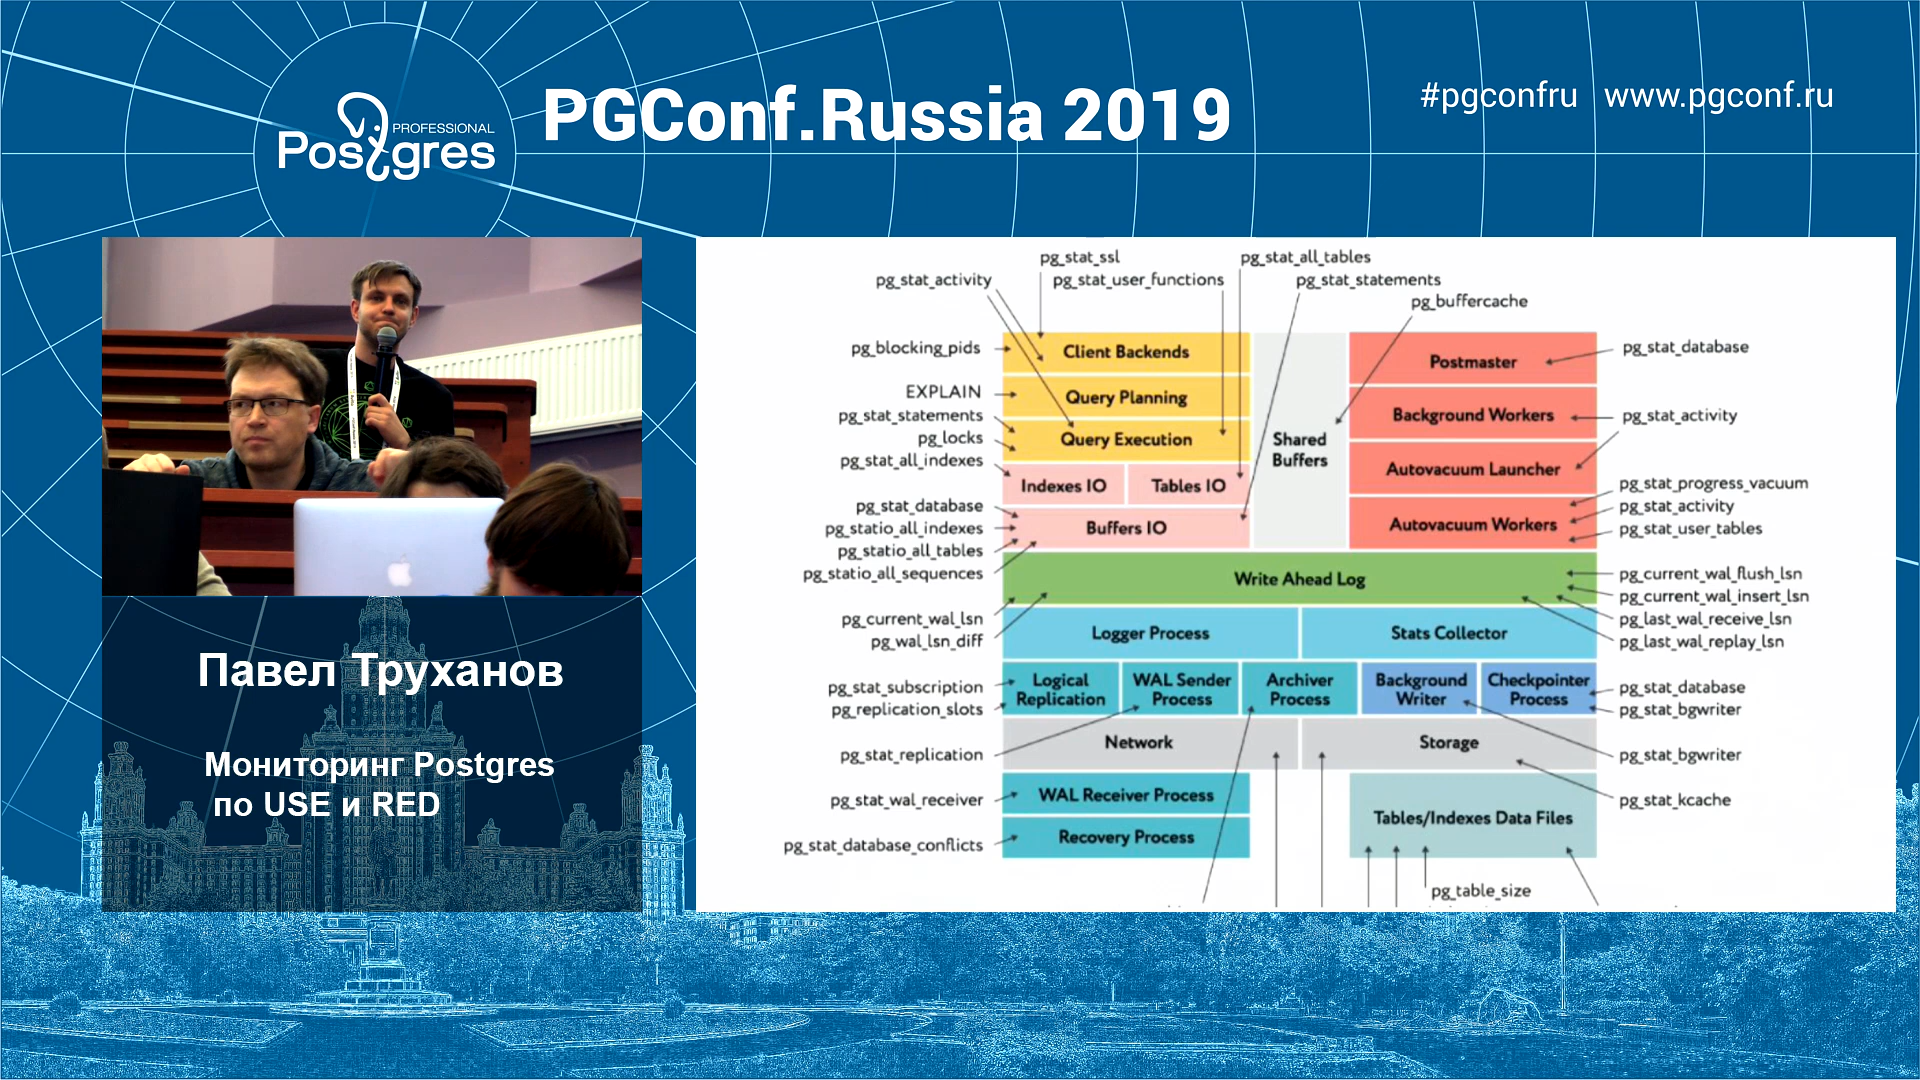 PROFESSIONAL
Postgres
PGConf.Russia 2019
#pgconfru www.pgconf.ru
Павел Труханов
Мониторинг Postgres
по USE и RED
pg_stat_ssl
pg_stat_all_tables
pg_stat_activity
pg_stat_user_functions
pg_stat_statements
pg_buffercache
pg_blocking_pids
Client Backends
Postmaster
pg_stat_database
EXPLAIN
Query Planning
pg_stat_statements
Background Workers
pg_stat_activity
pg_locks
Query Execution
Shared
Buffers
pg_stat_all_indexes
Autovacuum Launcher
Indexes IO
Tables IO
pg_stat_progress_vacuum
pg_stat_database
pg_stat_activity
pg_statio_all_indexes
Buffers IO
Autovacuum Workers
pg_stat_user_tables
pg_statio_all_tables
pg_statio_all_sequences
Write Ahead Log
pg_current_wal_flush_lsn
pg_current_wal_insert_lsn
pg_current_wal_lsn
pg_last_wal_receive_lsn
pg_wal_lsn_diff
Logger Process
Stats Collector
pg_last_wal_replay_lsn
pg_stat_subscription
Logical
Replication
WAL Sender
Process
Archiver
Process
Background
Writer
Checkpointer
Process
pg_stat_database
pg_replication_slots
pg_stat_bgwriter
pg_stat_replication
Network
Storage
pg_stat_bgwriter
pg_stat_wal_receiver
WAL Receiver Process
pg_stat_kcache
Tables/Indexes Data Files
pg_stat_database_conflicts
Recovery Process
pg_table_size